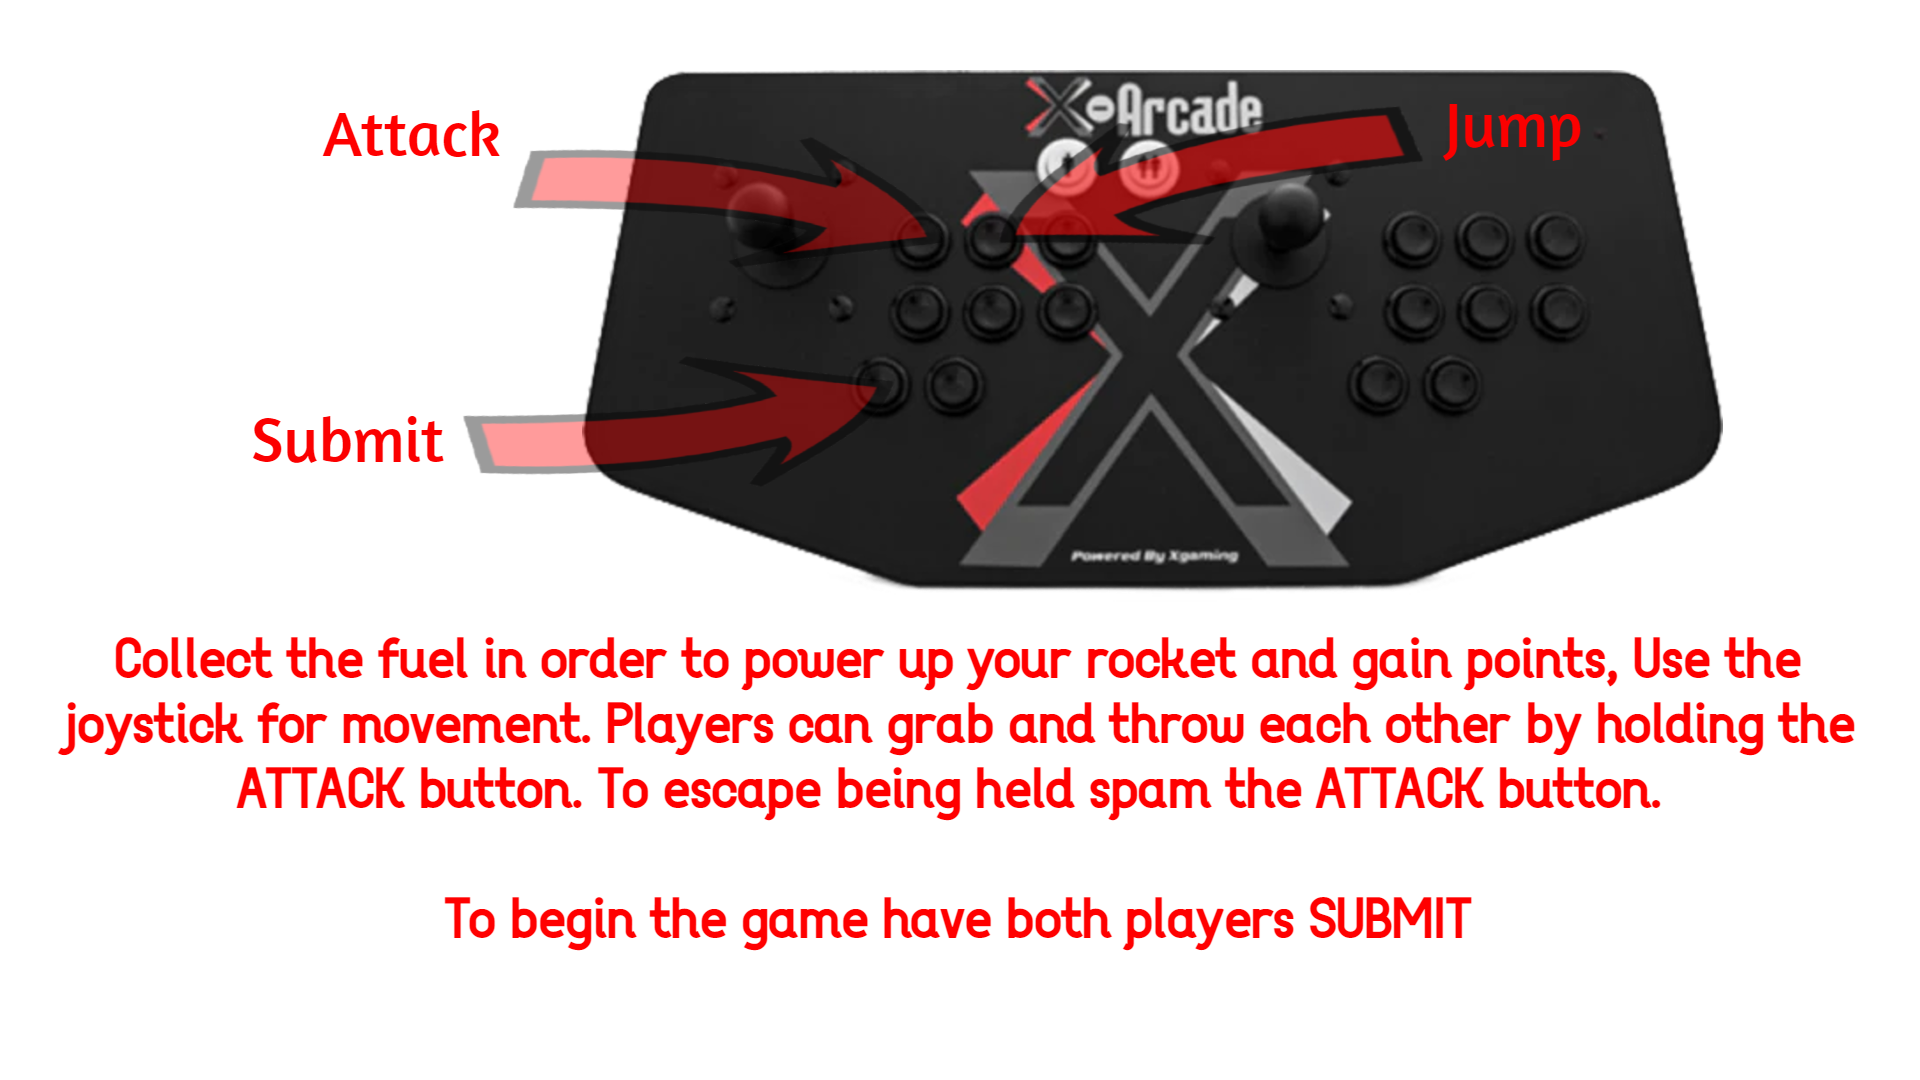 X-Arcade
Attack
Jump
Submit
Powered By Xgaming
Collect the fuel in order to power up your rocket and gain points, Use the
joystick for movement. Players can grab and throw each other by holding the
ATTACK button. To escape being held spam the ATTACK button.
To begin the game have both players SUBMIT